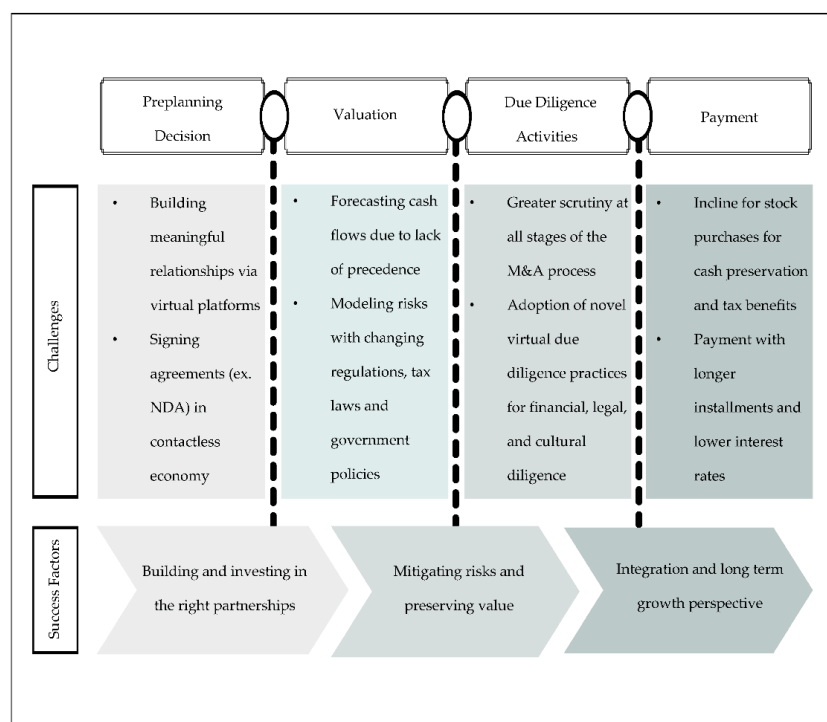 Preplanning
Decision
Valuation
Due Diligence
Activities
Payment
Challenges
• Building
meaningful
relationships via
virtual platforms
• Signing
agreements (ex.
NDA) in
contactless
economy
• Forecasting cash
flows due to lack
of precedence
• Modeling risks
with changing
regulations, tax
laws and
government
policies
• Greater scrutiny at
all stages of the
M&A process
• Adoption of novel
virtual due
diligence practices
for financial, legal,
and cultural
diligence
• Incline for stock
purchases for
cash preservation
and tax benefits
• Payment with
longer
installments and
lower interest
rates
Success Factors
Building and investing in
the right partnerships
Mitigating risks and
preserving value
Integration and long term
growth perspective